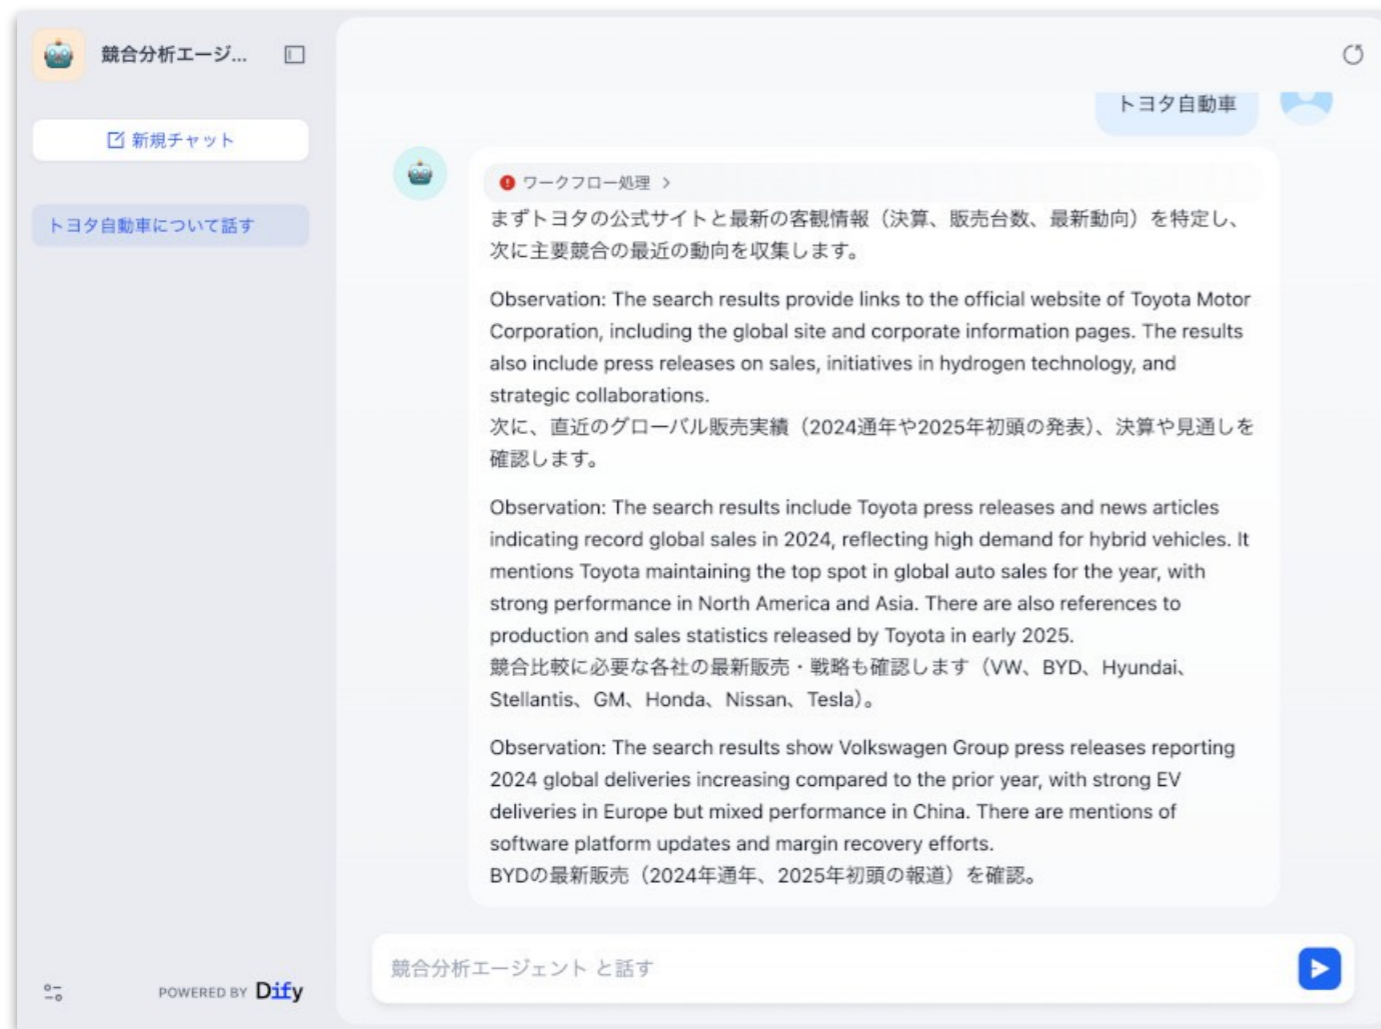 競合分析エージ...
新規チャット
トヨタ自動車について話す
トヨタ自動車
ワークフロー処理 >
まずトヨタの公式サイトと最新の客観情報（決算、販売台数、最新動向）を特定し、
次に主要競合の最近の動向を収集します。
Observation: The search results provide links to the official website of Toyota Motor
Corporation, including the global site and corporate information pages. The results
also include press releases on sales, initiatives in hydrogen technology, and
strategic collaborations.
次に、直近のグローバル販売実績（2024通年や2025年初頭の発表）、決算や見通しを
確認します。
Observation: The search results include Toyota press releases and news articles
indicating record global sales in 2024, reflecting high demand for hybrid vehicles. It
mentions Toyota maintaining the top spot in global auto sales for the year, with
strong performance in North America and Asia. There are also references to
production and sales statistics released by Toyota in early 2025.
競合比較に必要な各社の最新販売・戦略も確認します（VW、BYD、Hyundai、
Stellantis、GM、Honda、Nissan、Tesla）。
Observation: The search results show Volkswagen Group press releases reporting
2024 global deliveries increasing compared to the prior year, with strong EV
deliveries in Europe but mixed performance in China. There are mentions of
software platform updates and margin recovery efforts.
BYDの最新販売（2024年通年、2025年初頭の報道）を確認。
競合分析エージェント と話す
POWERED BY Dify